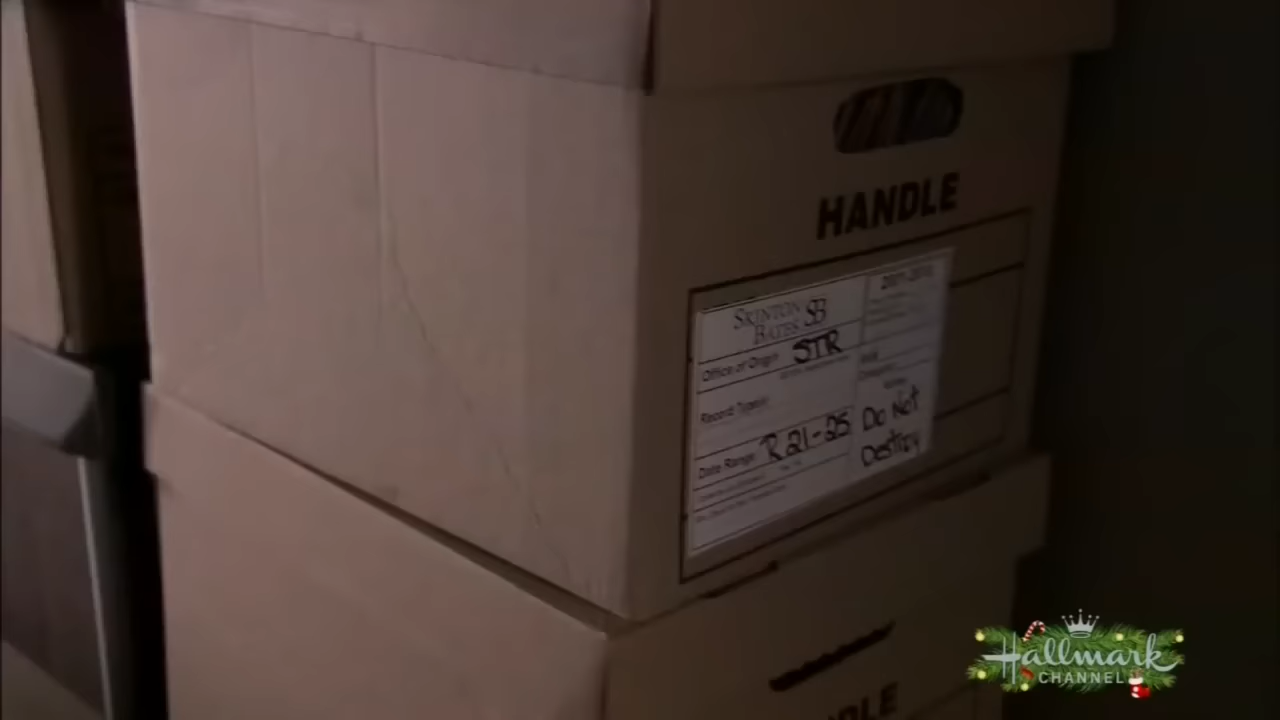 HANDLE
SKINTON
BATES SB
Office of Origin STR
Record Type(s)
Date Range R21-25
Do Not
Destroy
HANDLE
Hallmark
CHANNEL